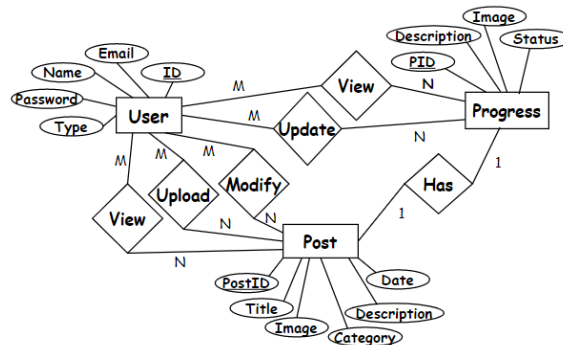 Image
Email
Description
Status
Name
ID
PID
Password
M
View
N
User
Progress
Type
M
Update
N
M
M
M
Has
1
View
Upload
Modify
1
N
N
N
Post
PostID
Date
Title
Description
Image
Category